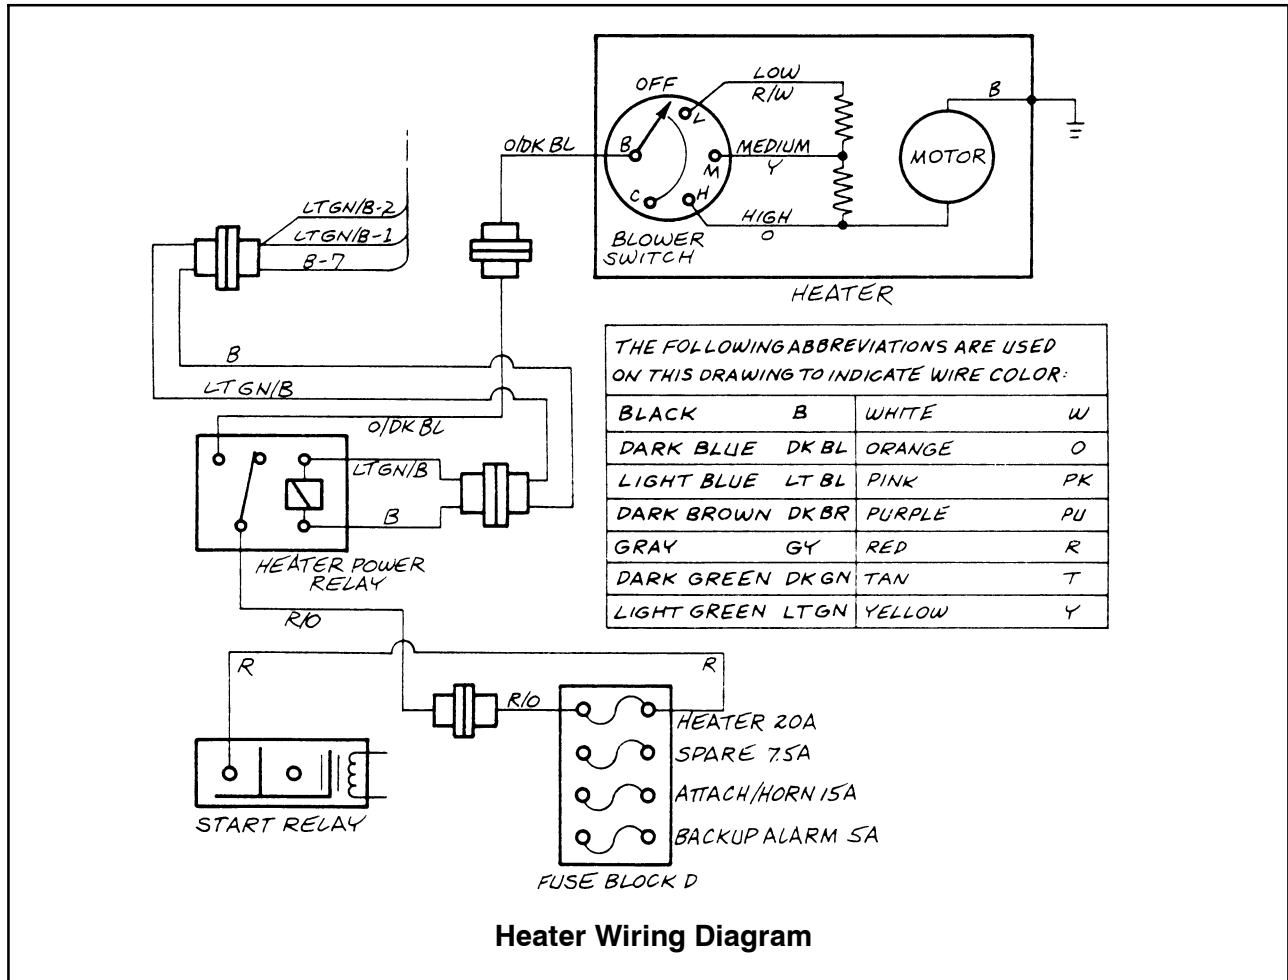 OFF
LOW
R/W
B
O/DK BL
B
L
MEDIUM
Y
M
MOTOR
C
H
HIGH
O
BLOWER
SWITCH
HEATER
LTGN/B-2
LTGN/B-1
B-7
B
LT GN/B
O/DK BL
LTGN/B
B
HEATER POWER
RELAY
R/O
THE FOLLOWING ABBREVIATIONS ARE USED
ON THIS DRAWING TO INDICATE WIRE COLOR:
BLACK B WHITE W
DARK BLUE DK BL ORANGE O
LIGHT BLUE LT BL PINK PK
DARK BROWN DK BR PURPLE PU
GRAY GY RED R
DARK GREEN DK GN TAN T
LIGHT GREEN LTGN YELLOW Y
R
R
R/O
HEATER 20A
SPARE 7.5A
ATTACH/HORN 15A
BACKUP ALARM 5A
START RELAY
FUSE BLOCK D
Heater Wiring Diagram